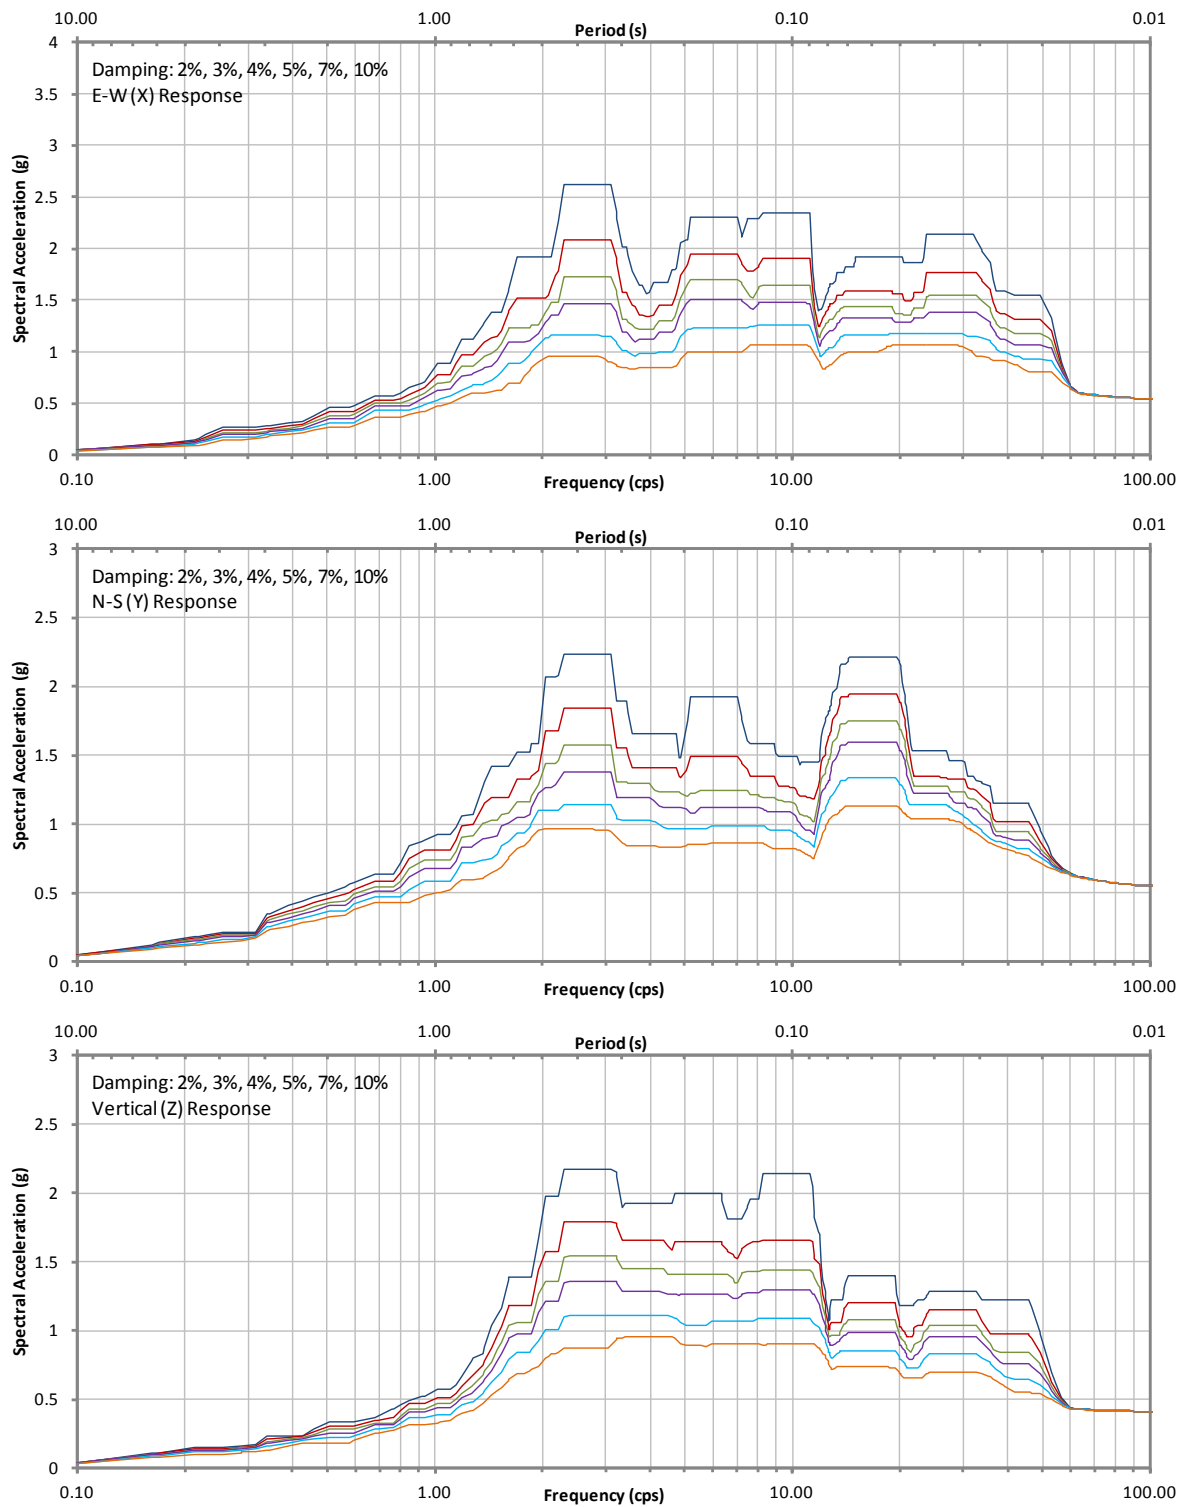 10.00 1.00 0.10 0.01
Period (s)
4
Damping: 2%, 3%, 4%, 5%, 7%, 10%
E-W (X) Response
3.5
3
2.5
2
1.5
1
0.5
0
Spectral Acceleration (g)
0.10 1.00 10.00 100.00
Frequency (cps)
10.00 1.00 0.10 0.01
Period (s)
3
Damping: 2%, 3%, 4%, 5%, 7%, 10%
N-S (Y) Response
2.5
2
1.5
1
0.5
0
Spectral Acceleration (g)
0.10 1.00 10.00 100.00
Frequency (cps)
10.00 1.00 0.10 0.01
Period (s)
3
Damping: 2%, 3%, 4%, 5%, 7%, 10%
Vertical (Z) Response
2.5
2
1.5
1
0.5
0
Spectral Acceleration (g)
0.10 1.00 10.00 100.00
Frequency (cps)